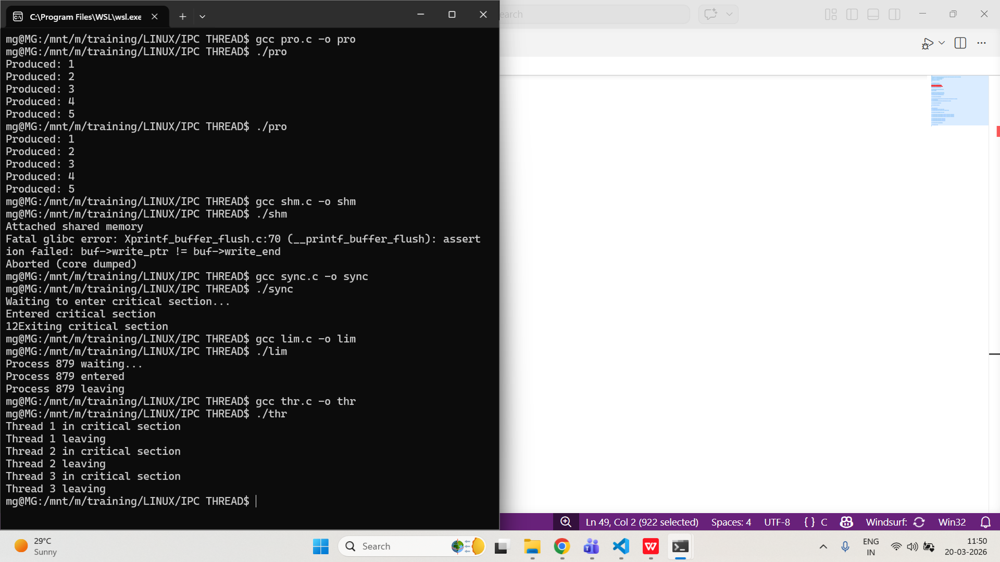 C:\Program Files\WSL\wsl.exe
earch
mg@MG:/mnt/m/training/LINUX/IPC THREAD$ gcc pro.c -o pro
mg@MG:/mnt/m/training/LINUX/IPC THREAD$ ./pro
Produced: 1
Produced: 2
Produced: 3
Produced: 4
Produced: 5
mg@MG:/mnt/m/training/LINUX/IPC THREAD$ ./pro
Produced: 1
Produced: 2
Produced: 3
Produced: 4
Produced: 5
mg@MG:/mnt/m/training/LINUX/IPC THREAD$ gcc shm.c -o shm
mg@MG:/mnt/m/training/LINUX/IPC THREAD$ ./shm
Attached shared memory
Fatal glibc error: Xprintf_buffer_flush.c:70 (__printf_buffer_flush): assert
ion failed: buf->write_ptr != buf->write_end
Aborted (core dumped)
mg@MG:/mnt/m/training/LINUX/IPC THREAD$ gcc sync.c -o sync
mg@MG:/mnt/m/training/LINUX/IPC THREAD$ ./sync
Waiting to enter critical section...
Entered critical section
12Exiting critical section
mg@MG:/mnt/m/training/LINUX/IPC THREAD$ gcc lim.c -o lim
mg@MG:/mnt/m/training/LINUX/IPC THREAD$ ./lim
Process 879 waiting...
Process 879 entered
Process 879 leaving
mg@MG:/mnt/m/training/LINUX/IPC THREAD$ gcc thr.c -o thr
mg@MG:/mnt/m/training/LINUX/IPC THREAD$ ./thr
Thread 1 in critical section
Thread 1 leaving
Thread 2 in critical section
Thread 2 leaving
Thread 3 in critical section
Thread 3 leaving
mg@MG:/mnt/m/training/LINUX/IPC THREAD$
Ln 49, Col 2 (922 selected) Spaces: 4 UTF-8 {} C Windsurf: Win32
29°C
Sunny
Search
ENG
IN
11:50
20-03-2026